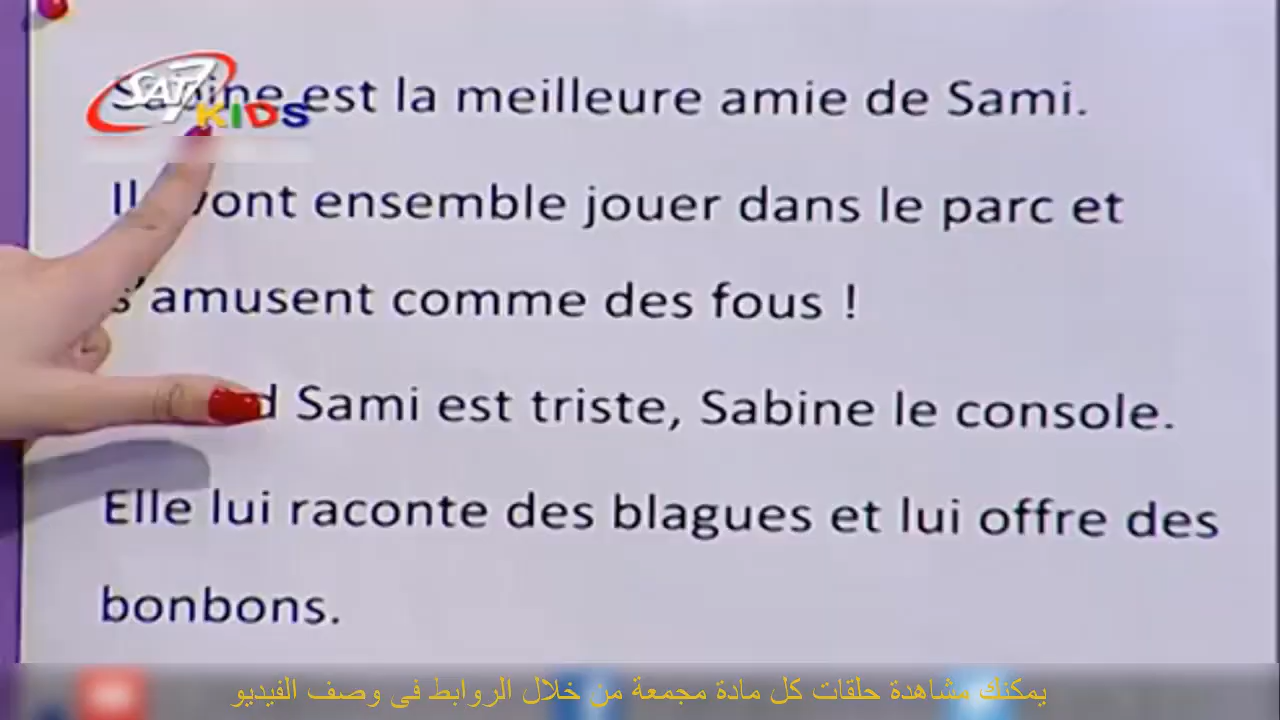 SAT7
KIDS
Sabine est la meilleure amie de Sami.
Ils vont ensemble jouer dans le parc et
s'amusent comme des fous !
Sami est triste, Sabine le console.
Elle lui raconte des blagues et lui offre des
bonbons.
يمكنك مشاهدة حلقات كل مادة مجمعة من خلال الروابط فى وصف الفيديو